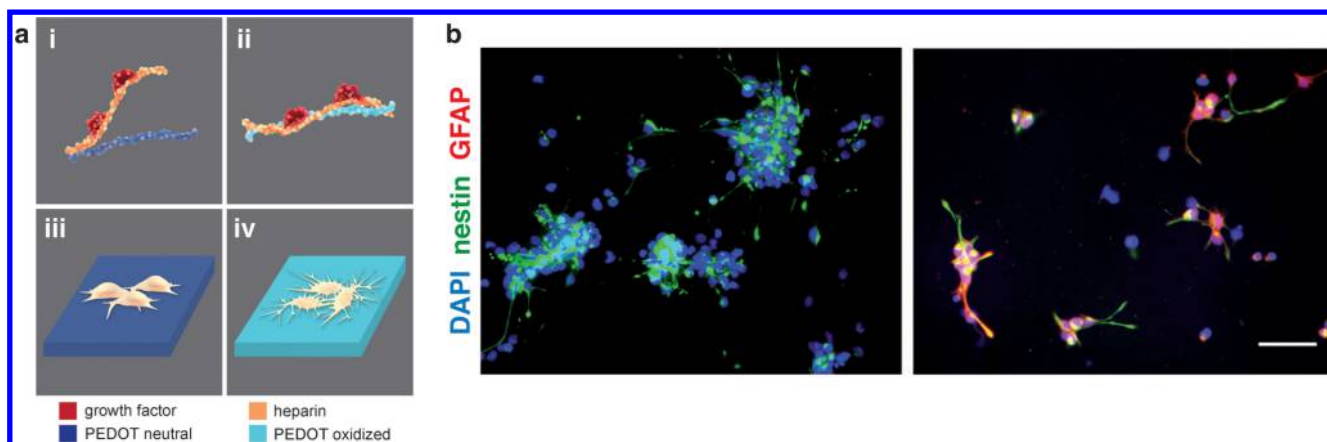 a
i
ii
iii
iv
growth factor
heparin
PEDOT neutral
PEDOT oxidized
b
DAPI nestin GFAP